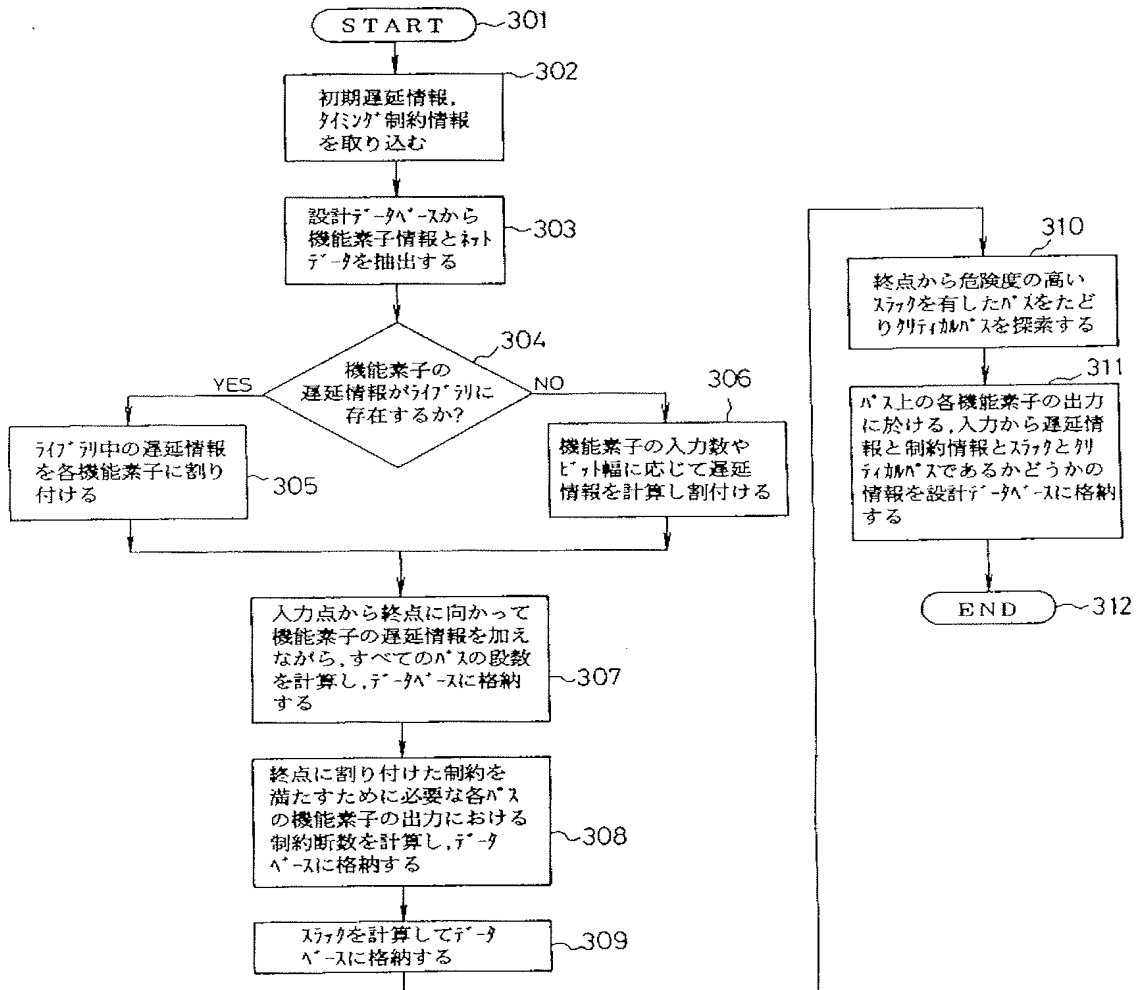 START
301
302
初期遅延情報,
ﾀｲﾐﾝｸﾞ制約情報
を取り込む
設計ﾃﾞｰﾀﾍﾞｰｽから
機能素子情報とﾈｯﾄ
ﾃﾞｰﾀを抽出する
303
304
機能素子の
遅延情報がﾗｲﾌﾞﾗﾘに
存在するか?
YES
NO
ﾗｲﾌﾞﾗﾘ中の遅延情報
を各機能素子に割り
付ける
305
306
機能素子の入力数や
ﾋﾞｯﾄ幅に応じて遅延
情報を計算し割付ける
入力点から終点に向かって
機能素子の遅延情報を加え
ながら,すべてのﾊﾟｽの段数
を計算し,ﾃﾞｰﾀﾍﾞｰｽに格納
する
307
終点に割り付けた制約を
満たすために必要な各ﾊﾟｽ
の機能素子の出力における
制約断数を計算し,ﾃﾞｰﾀ
ﾍﾞｰｽに格納する
308
ｽﾗｯｸを計算してﾃﾞｰﾀ
ﾍﾞｰｽに格納する
309
310
終点から危険度の高い
ｽﾗｯｸを有したﾊﾟｽをたど
りｸﾘﾃｨｶﾙﾊﾟｽを探索する
311
ﾊﾟｽ上の各機能素子の出力
に於ける,入力から遅延情
報と制約情報とｽﾗｯｸとｸﾘ
ﾃｨｶﾙﾊﾟｽであるかどうかの
情報を設計ﾃﾞｰﾀﾍﾞｰｽに格納
する
END
312